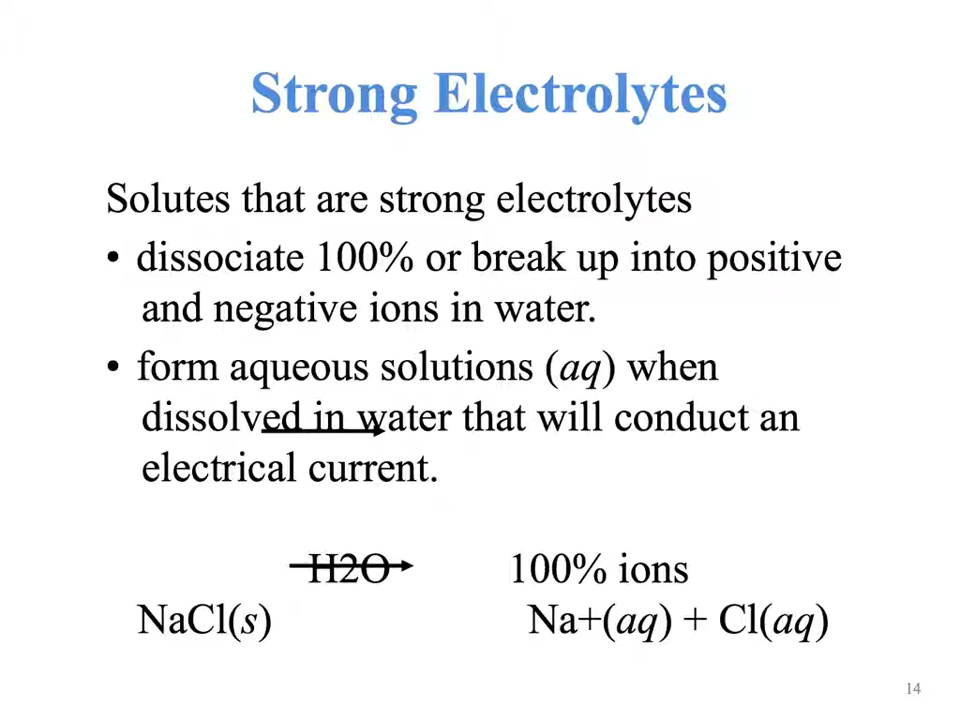 Strong Electrolytes
Solutes that are strong electrolytes
• dissociate 100% or break up into positive
and negative ions in water.
• form aqueous solutions (aq) when
dissolved in water that will conduct an
electrical current.
H2O 100% ions
NaCl(s) Na+(aq) + Cl(aq)
14